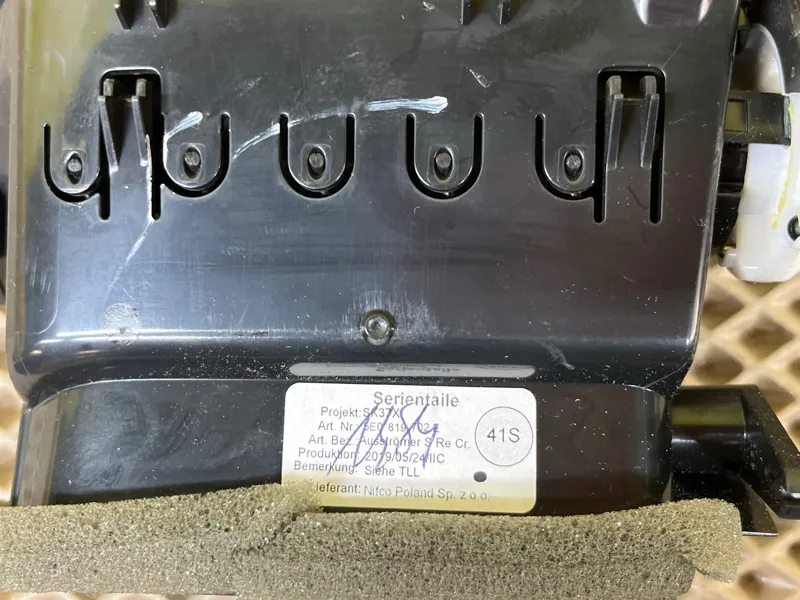 Serienteile
Projekt: SK37X
Art. Nr. 5E0 819 702 E
Art. Bez. Ausströmer S Re Cr.
Produktion: 2019/05/24/IIC
Bemerkung: Siehe TLL
Lieferant: Nifco Poland Sp. z o.o.
41S